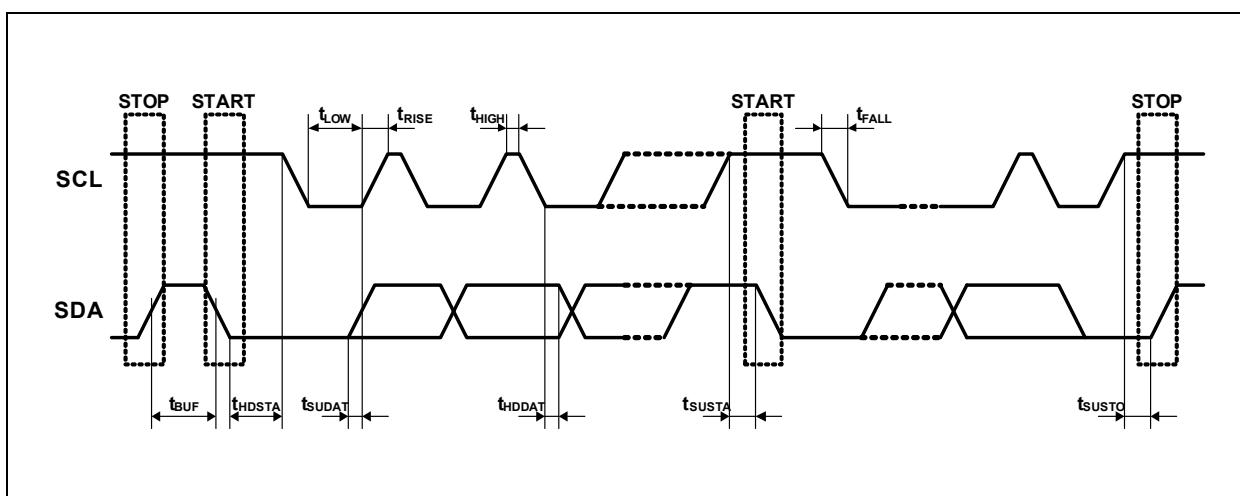 STOP START START STOP
tLOW tRISE tHIGH tFALL
SCL
SDA
tBUF tHDSTA tSUDAT tHDDAT tSUSTA tSUSTO